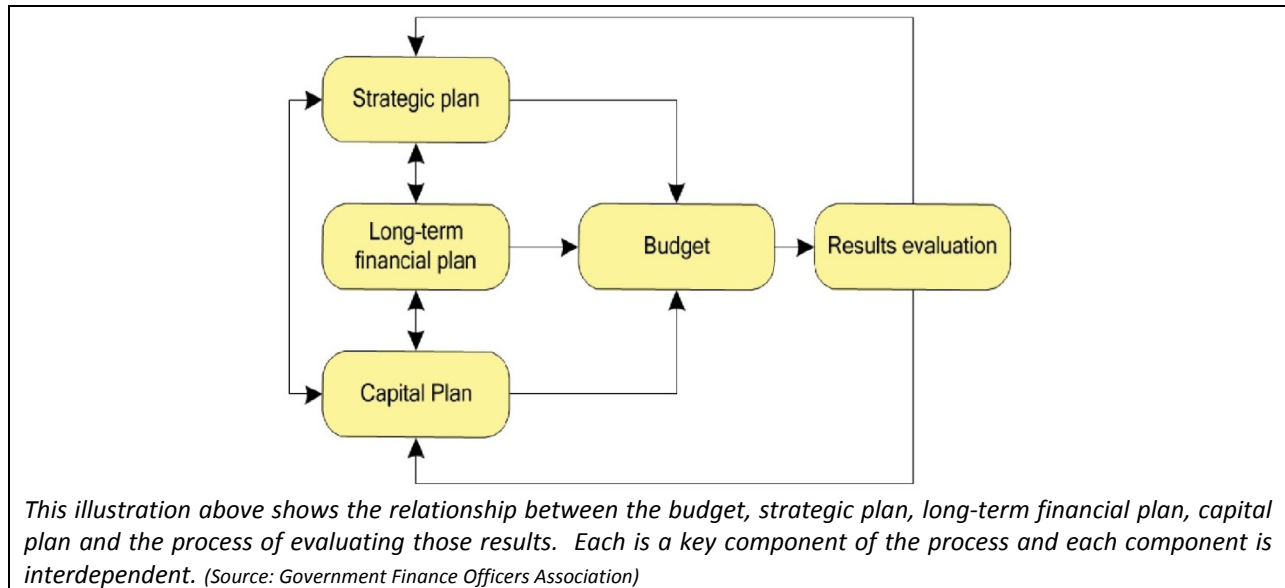 Strategic plan
Long-term
financial plan
Budget
Results evaluation
Capital Plan
This illustration above shows the relationship between the budget, strategic plan, long-term financial plan, capital
plan and the process of evaluating those results.  Each is a key component of the process and each component is
interdependent. (Source: Government Finance Officers Association)